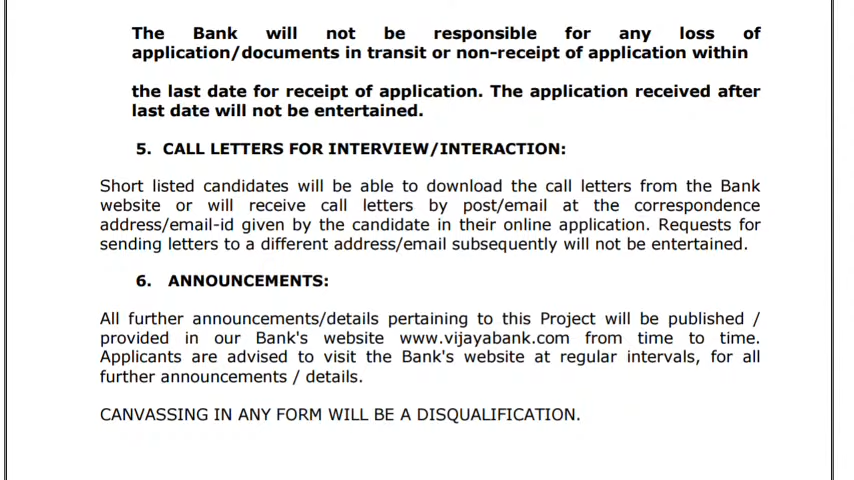 The Bank will not be responsible for any loss of
application/documents in transit or non-receipt of application within
the last date for receipt of application. The application received after
last date will not be entertained.
5. CALL LETTERS FOR INTERVIEW/INTERACTION:
Short listed candidates will be able to download the call letters from the Bank
website or will receive call letters by post/email at the correspondence
address/email-id given by the candidate in their online application. Requests for
sending letters to a different address/email subsequently will not be entertained.
6. ANNOUNCEMENTS:
All further announcements/details pertaining to this Project will be published /
provided in our Bank's website www.vijayabank.com from time to time.
Applicants are advised to visit the Bank's website at regular intervals, for all
further announcements / details.
CANVASSING IN ANY FORM WILL BE A DISQUALIFICATION.